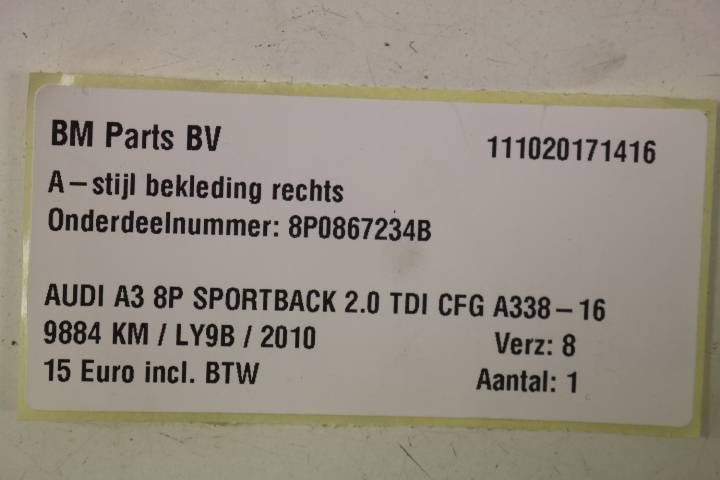 BM Parts BV 111020171416
A-stijl bekleding rechts
Onderdeelnummer: 8P0867234B
AUDI A3 8P SPORTBACK 2.0 TDI CFG A338-16
9884 KM / LY9B / 2010 Verz: 8
15 Euro incl. BTW Aantal: 1